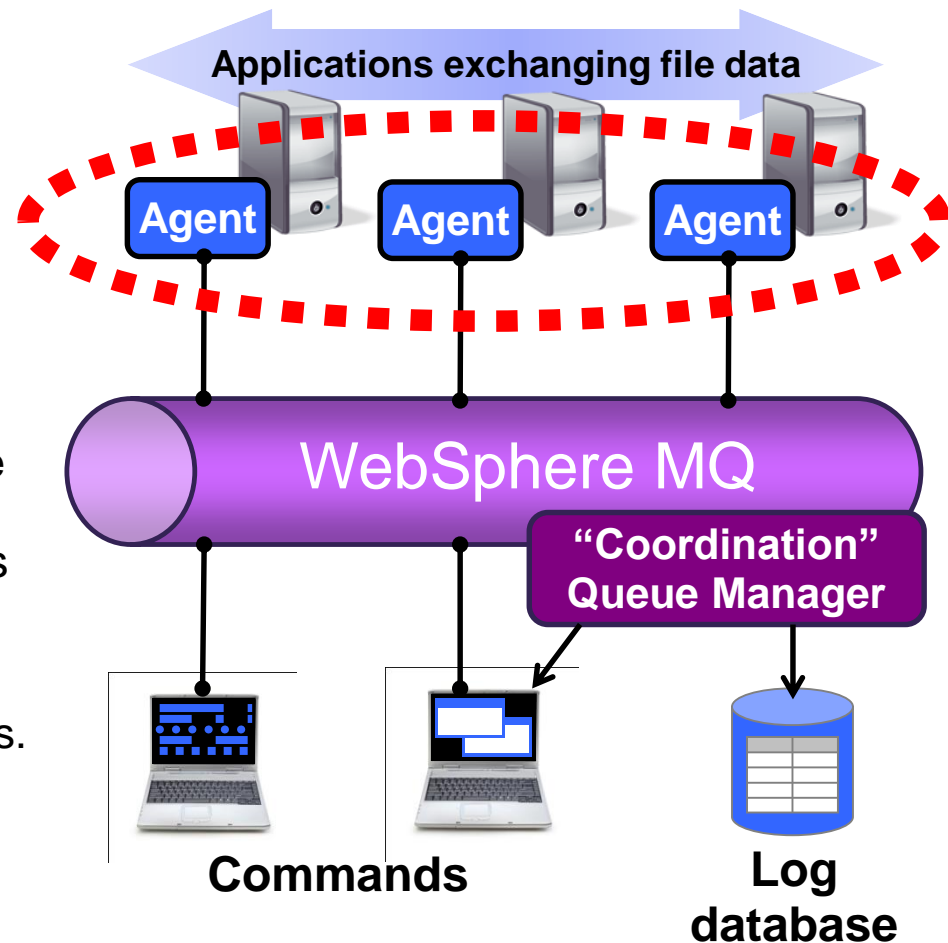 Applications exchanging file data
Agent
Agent
Agent
e
WebSphere MQ
s
“Coordination”
Queue Manager
s.
Commands
Log
database